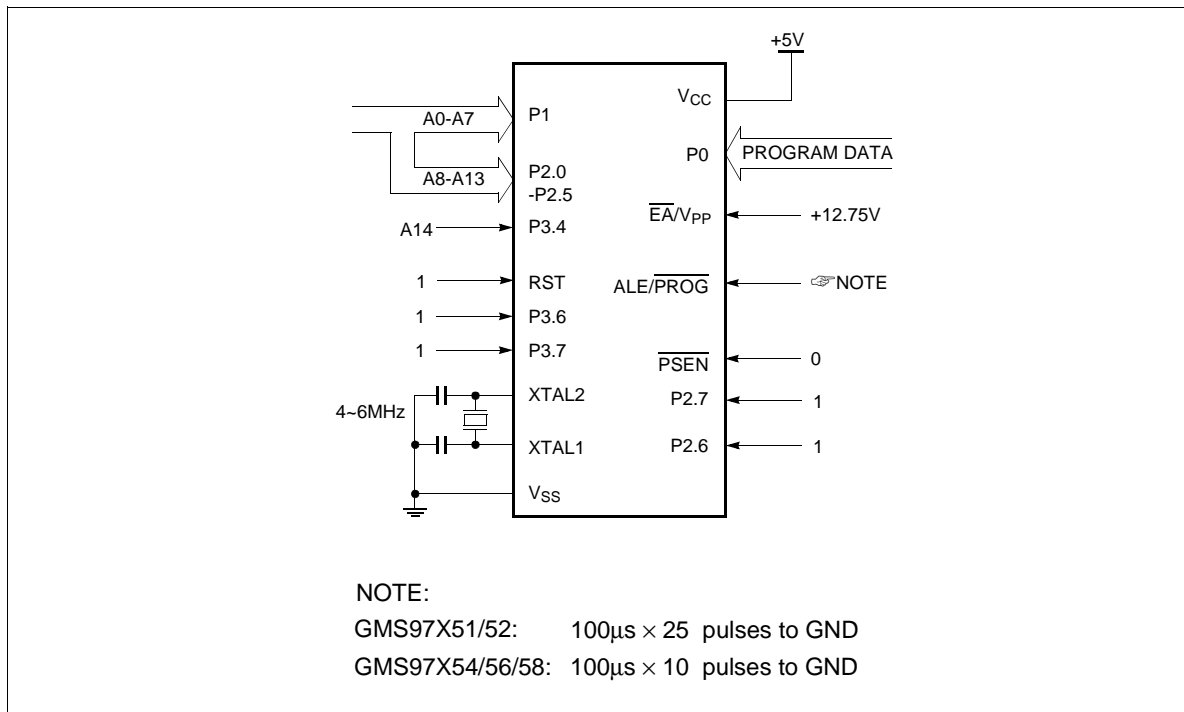 +5V
VCC
A0-A7
P1
P0
PROGRAM DATA
A8-A13
P2.0
-P2.5
EA/VPP
+12.75V
A14
P3.4
1
RST
ALE/PROG
☞NOTE
1
P3.6
1
P3.7
PSEN
0
4~6MHz
XTAL2
P2.7
1
XTAL1
P2.6
1
VSS
NOTE:
GMS97X51/52: 100μs × 25 pulses to GND
GMS97X54/56/58: 100μs × 10 pulses to GND